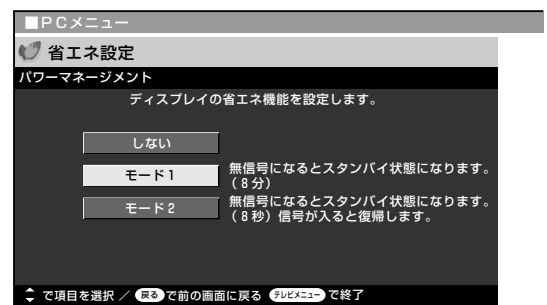 ■PCメニュー
省エネ設定
パワーマネージメント
ディスプレイの省エネ機能を設定します。
しない
モード1 無信号になるとスタンバイ状態になります。
(8分)
モード2 無信号になるとスタンバイ状態になります。
(8秒) 信号が入ると復帰します。
で項目を選択 / 戻る で前の画面に戻る テレビメニュー で終了